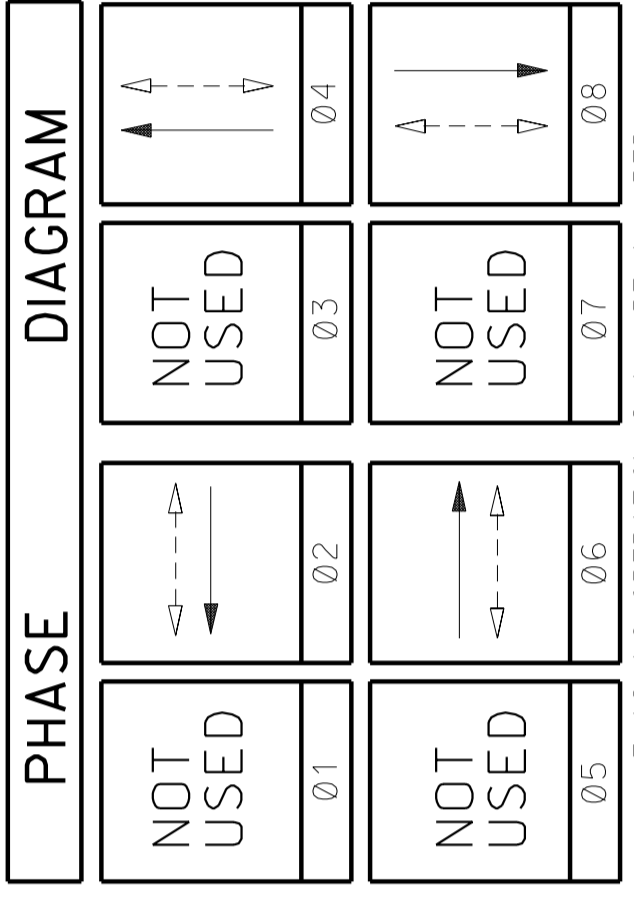 PHASE DIAGRAM
NOT
USED
Ø1
Ø2
NOT
USED
Ø3
Ø4
NOT
USED
Ø5
Ø6
NOT
USED
Ø7
Ø8